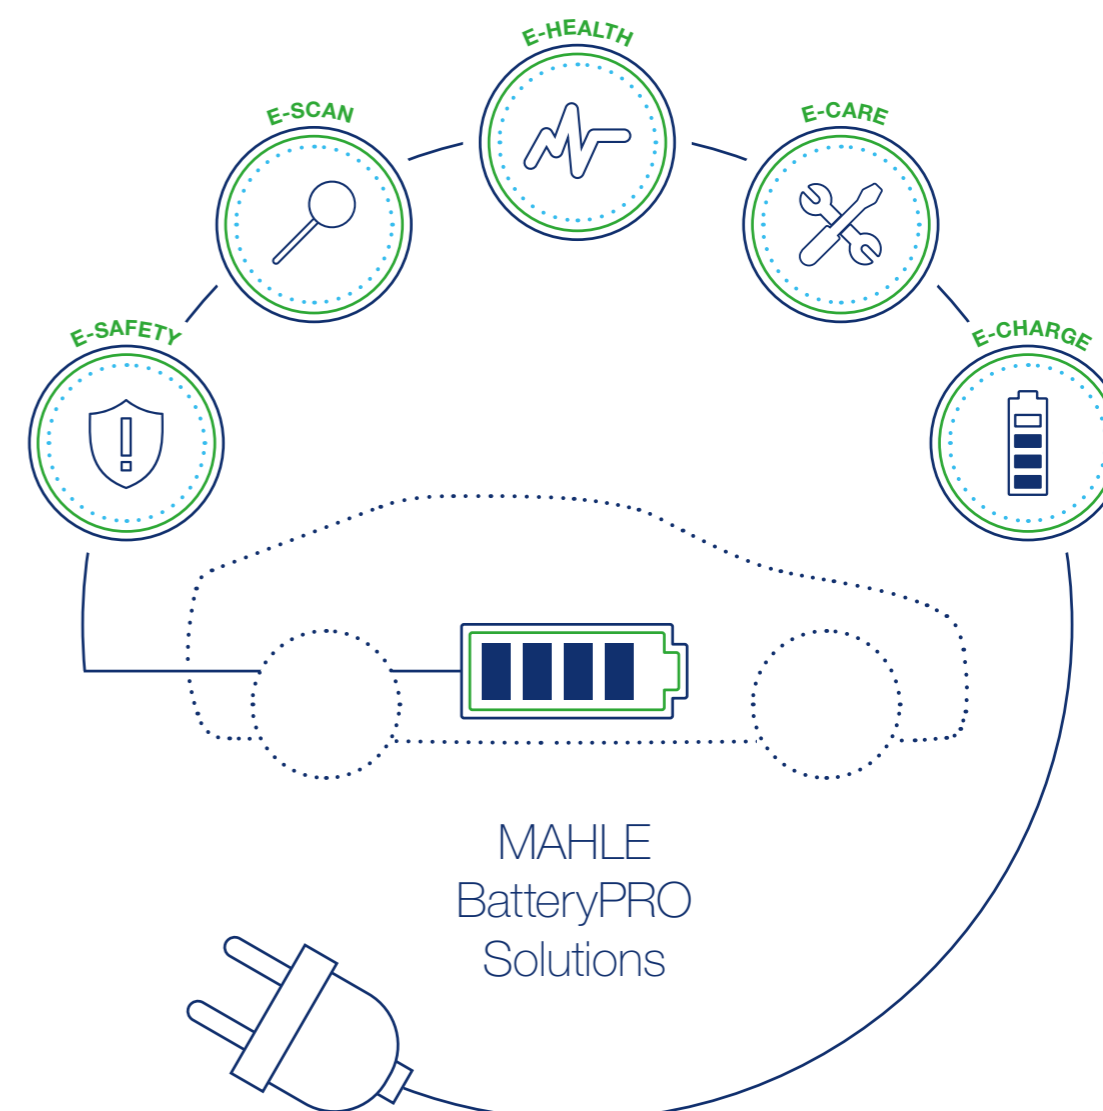 E-HEALTH
E-SCAN
E-CARE
E-SAFETY
E-CHARGE
MAHLE
BatteryPRO
Solutions